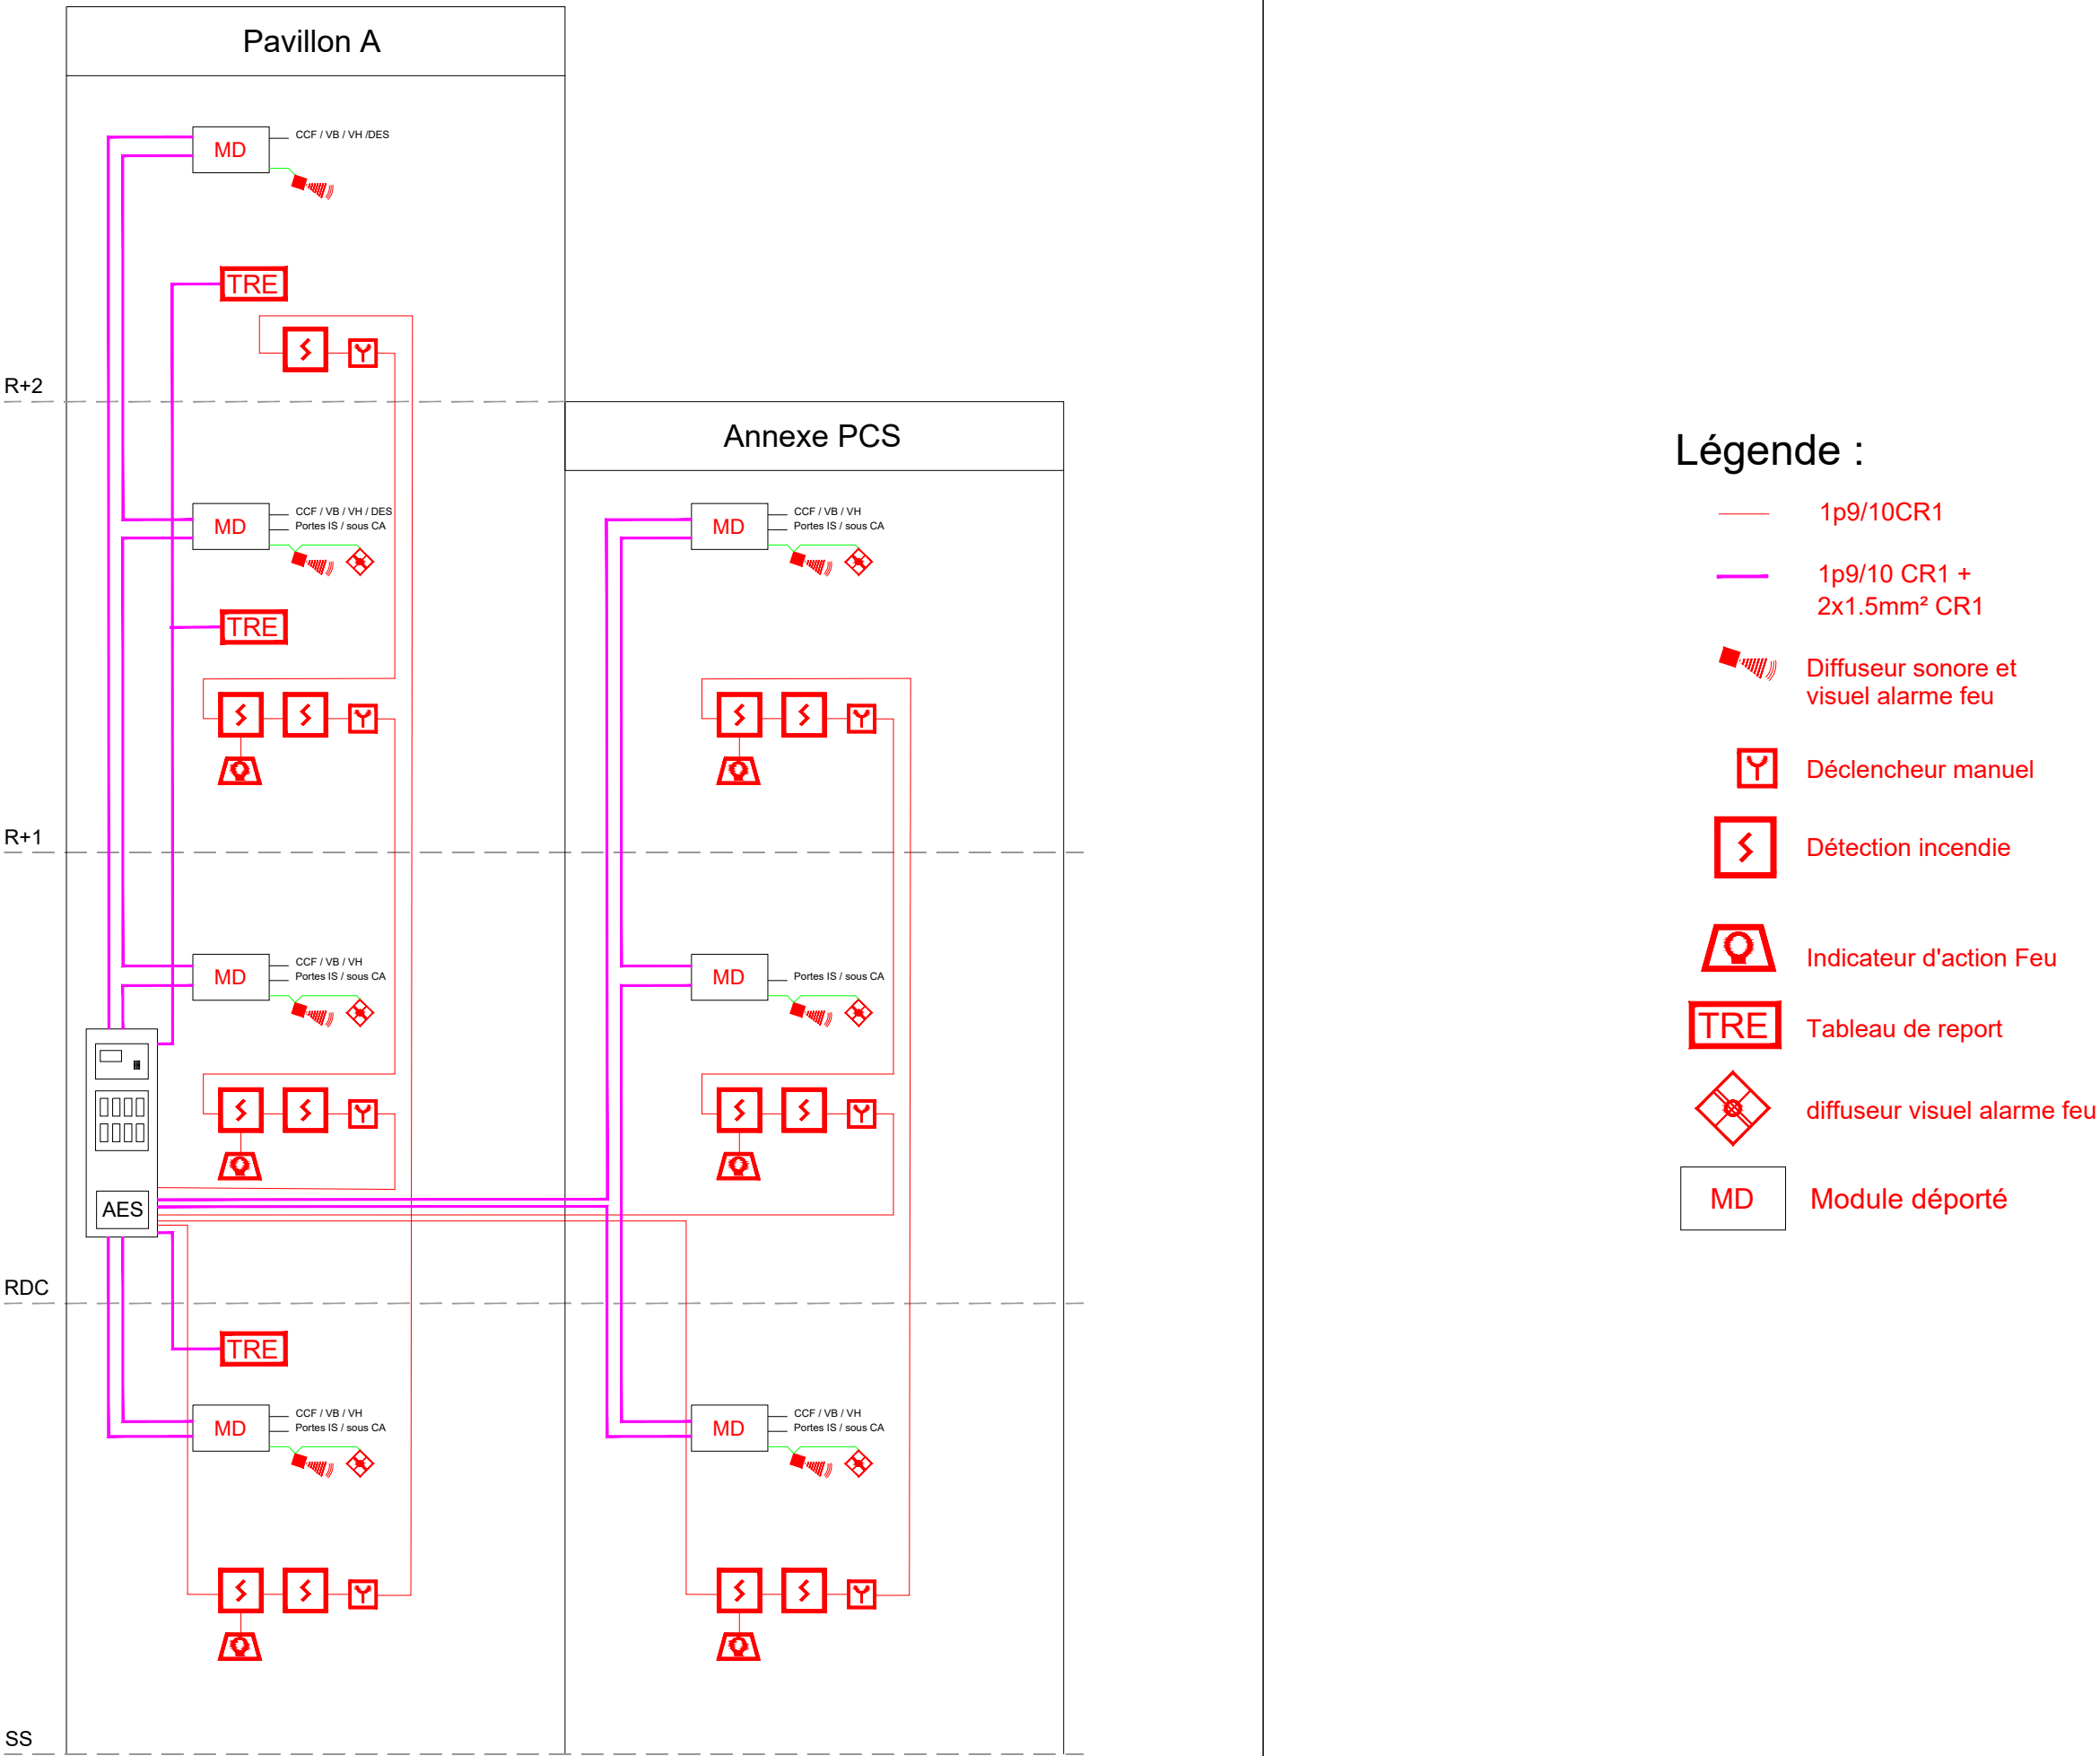 Pavillon A
MD
CCF / VB / VH /DES
TRE
R+2
Annexe PCS
MD
CCF / VB / VH / DES
Portes IS / sous CA
MD
CCF / VB / VH
Portes IS / sous CA
TRE
R+1
MD
CCF / VB / VH
Portes IS / sous CA
MD
Portes IS / sous CA
AES
RDC
TRE
MD
CCF / VB / VH
Portes IS / sous CA
MD
CCF / VB / VH
Portes IS / sous CA
SS
Légende :
1p9/10CR1
1p9/10 CR1 +
2x1.5mm² CR1
Diffuseur sonore et
visuel alarme feu
Déclencheur manuel
Détection incendie
Indicateur d'action Feu
TRE
Tableau de report
diffuseur visuel alarme feu
MD
Module déporté